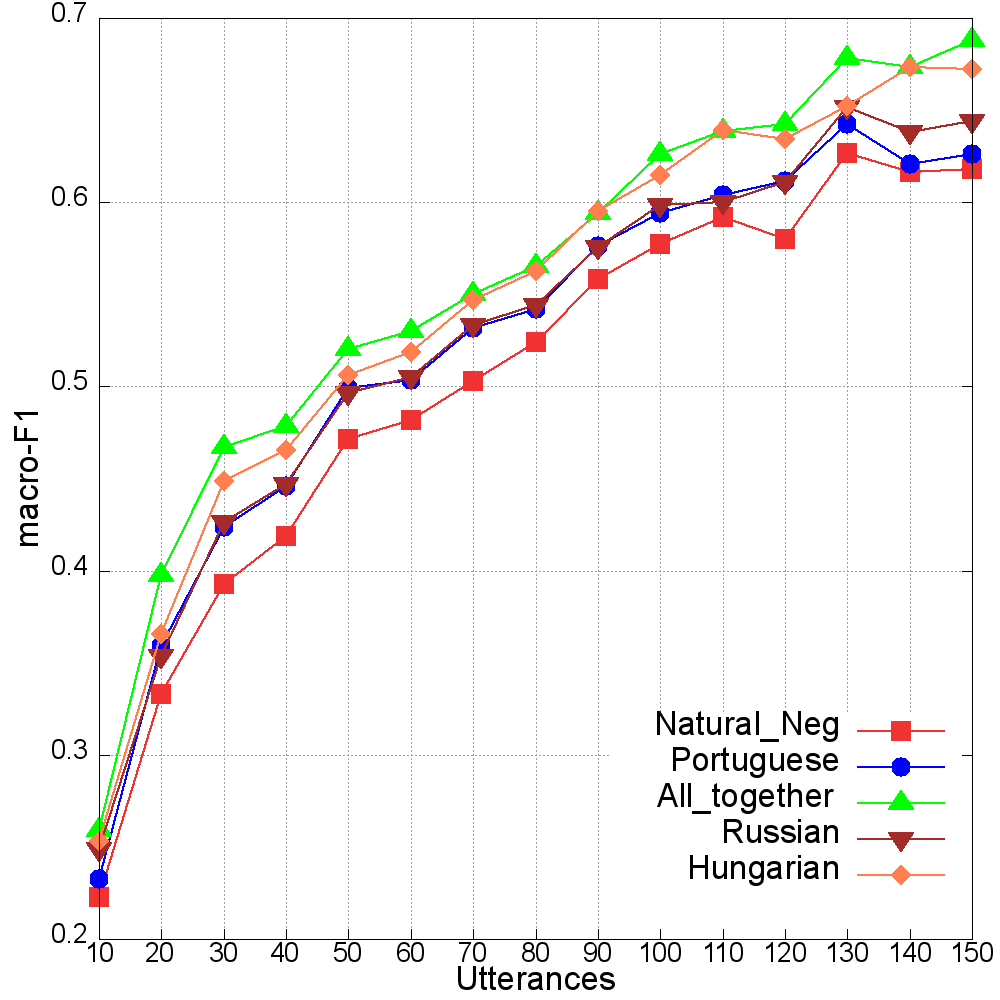 0.7
0.6
0.5
0.4
0.3
0.2
macro-F1
Natural_Neg
Portuguese
All_together
Russian
Hungarian
10 20 30 40 50 60 70 80 90 100 110 120 130 140 150
Utterances